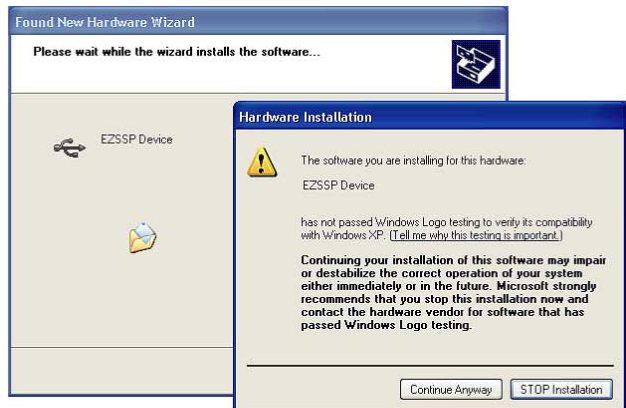 Found New Hardware Wizard
Please wait while the wizard installs the software...
EZSSP Device
Hardware Installation
The software you are installing for this hardware:
EZSSP Device
has not passed Windows Logo testing to verify its compatibility
with Windows XP. (Tell me why this testing is important.)
Continuing your installation of this software may impair
or destabilize the correct operation of your system
either immediately or in the future. Microsoft strongly
recommends that you stop this installation now and
contact the hardware vendor for software that has
passed Windows Logo testing.
Continue Anyway
STOP Installation